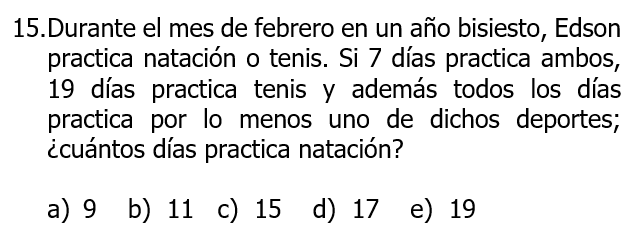 15.Durante el mes de febrero en un año bisiesto, Edson
practica natación o tenis. Si 7 días practica ambos,
19 días practica tenis y además todos los días
practica por lo menos uno de dichos deportes;
¿cuántos días practica natación?
a) 9 b) 11 c) 15 d) 17 e) 19